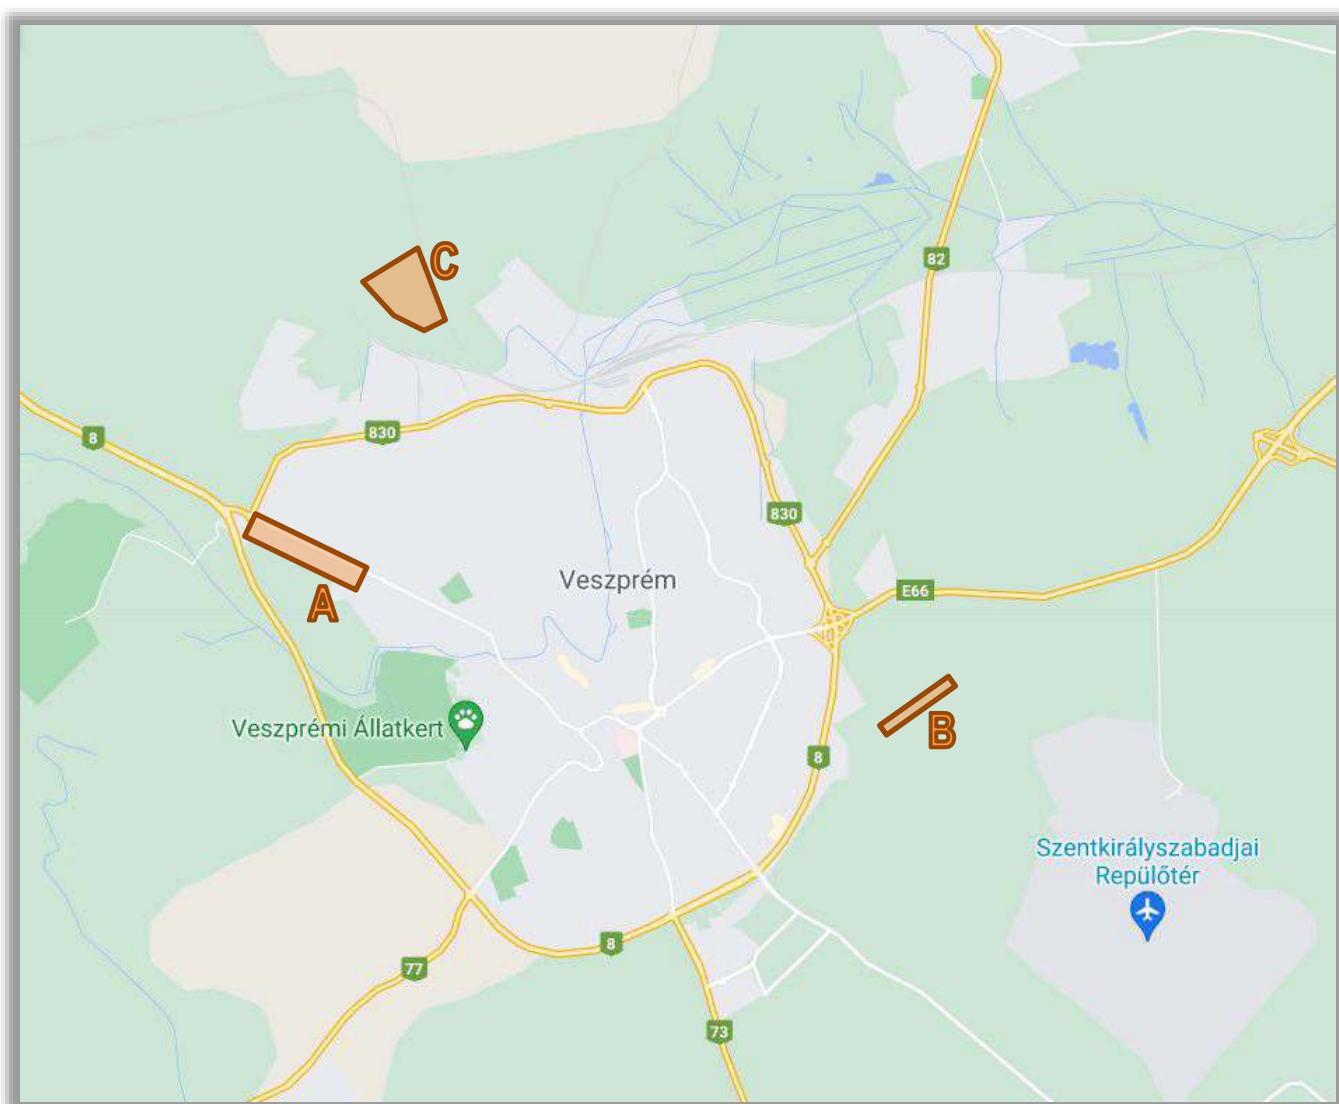 C
82
8
830
830
Veszprém
E66
A
Veszprémi Állatkert
B
8
Szentkirályszabadjai
Repülőtér
8
77
73